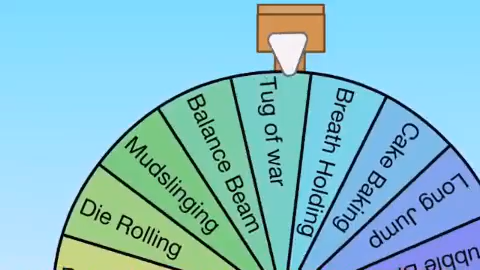 Die Rolling
Mudslinging
Balance Beam
Tug of war
Breath Holding
Cake Baking
Long Jump